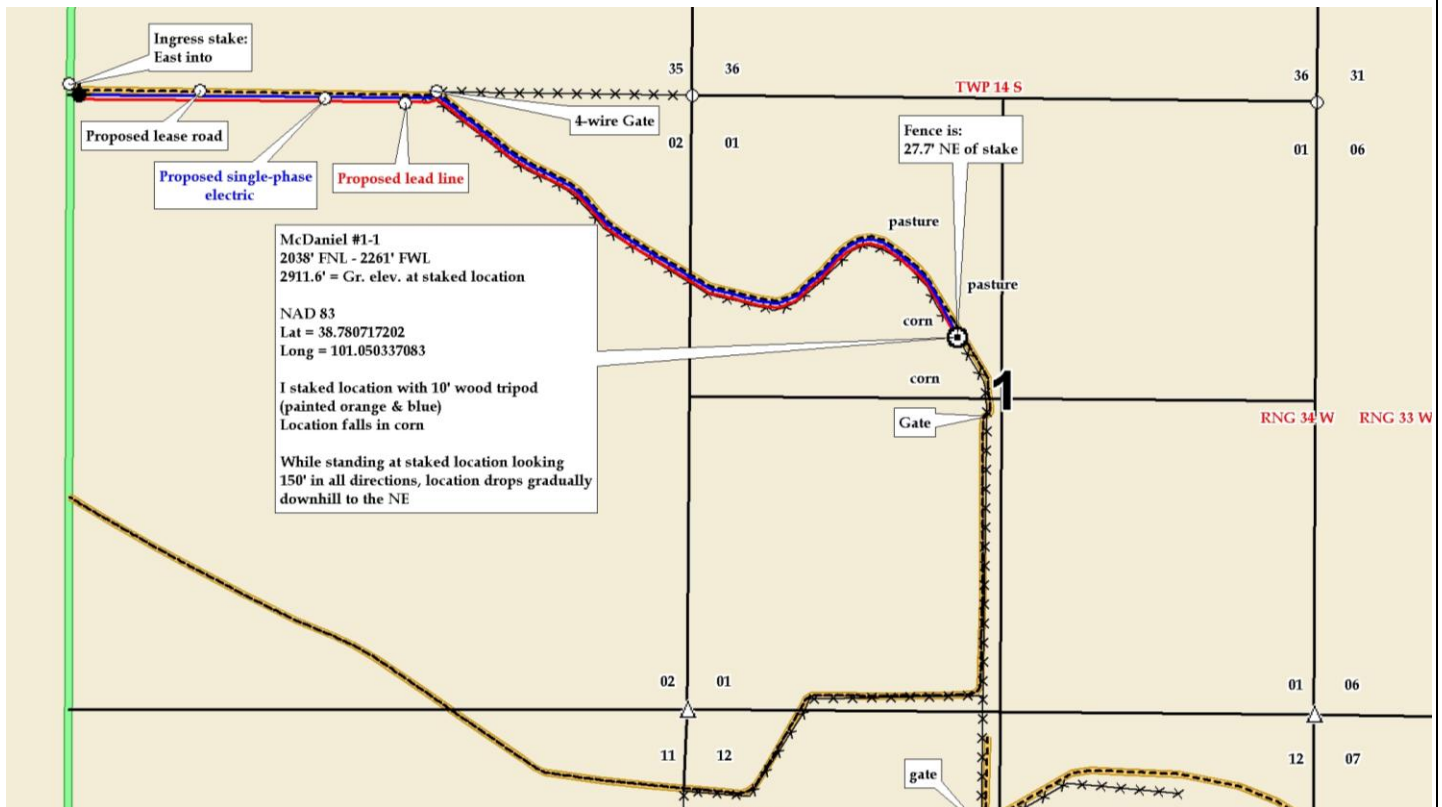 Ingress stake:
East into
35 36
36 31
TWP 14 S
Proposed lease road
4-wire Gate
Fence is:
27.7' NE of stake
02 01
01 06
Proposed single-phase
electric
Proposed lead line
McDaniel #1-1
2038' FNL - 2261' FWL
2911.6' = Gr. elev. at staked location
NAD 83
Lat = 38.780717202
Long = 101.050337083
I staked location with 10' wood tripod
(painted orange & blue)
Location falls in corn
While standing at staked location looking
150' in all directions, location drops gradually
downhill to the NE
pasture
pasture
corn
corn
1
Gate
RNG 34 W RNG 33 W
02 01
01 06
11 12
12 07
gate